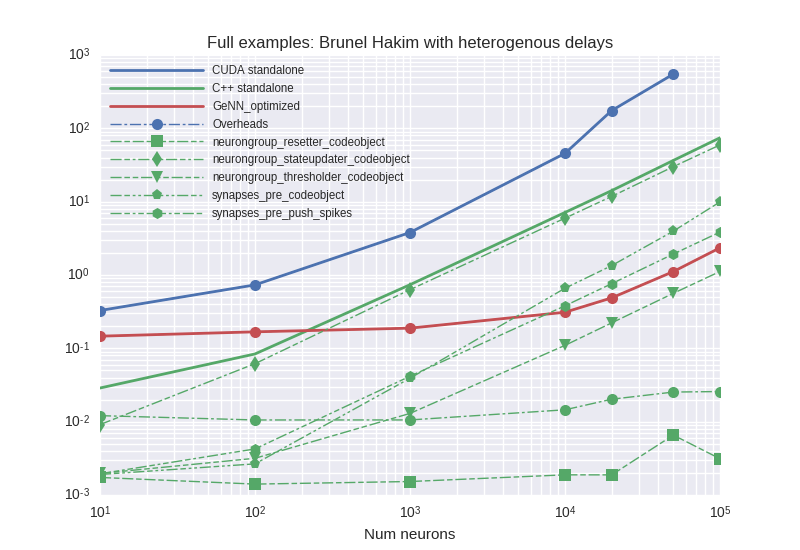 Full examples: Brunel Hakim with heterogenous delays
10³
10²
10¹
10⁰
10⁻¹
10⁻²
10⁻³
CUDA standalone
C++ standalone
GeNN_optimized
Overheads
neurongroup_resetter_codeobject
neurongroup_stateupdater_codeobject
neurongroup_thresholder_codeobject
synapses_pre_codeobject
synapses_pre_push_spikes
10¹ 10² 10³ 10⁴ 10⁵
Num neurons